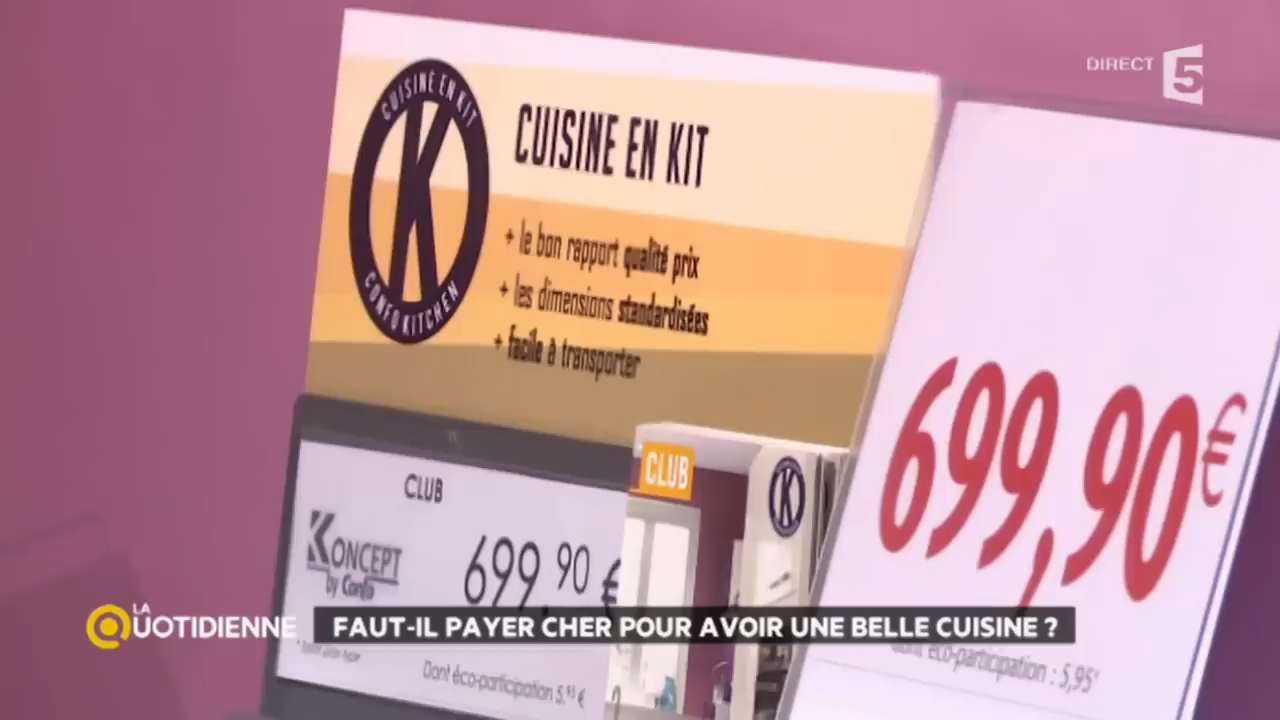 DIRECT 5
CUISINE EN KIT
K
CONFO KITCHEN
CUISINE EN KIT
+ le bon rapport qualité prix
+ les dimensions standardisées
+ facile à transporter
699,90€
CLUB
KONCEPT
by Confo
699,90 €
CLUB
K
LA
QUOTIDIENNE
FAUT-IL PAYER CHER POUR AVOIR UNE BELLE CUISINE ?
Dont éco-participation 5,95 €
dont éco-participation : 5,95€